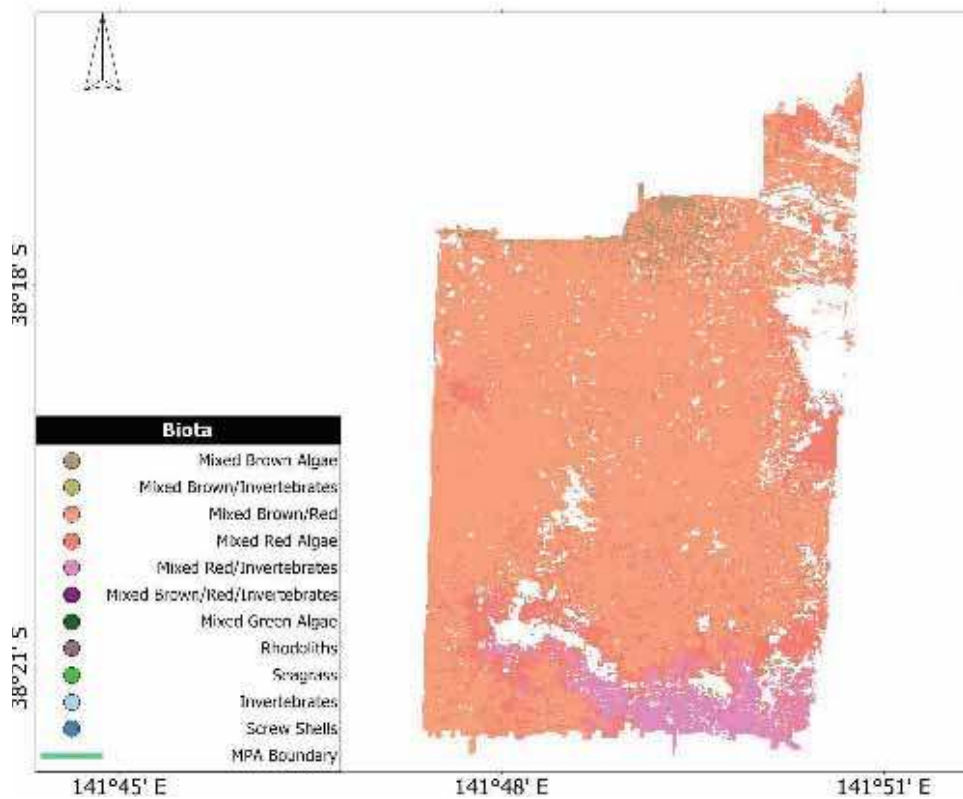 38°18' S
Biota
Mixed Brown Algae
Mixed Brown/Invertebrates
Mixed Brown/Red
Mixed Red Algae
Mixed Red/Invertebrates
Mixed Brown/Red/Invertebrates
Mixed Green Algae
Rhodoliths
Seagrass
Invertebrates
Screw Shells
MPA Boundary
38°21' S
141°45' E
141°48' E
141°51' E